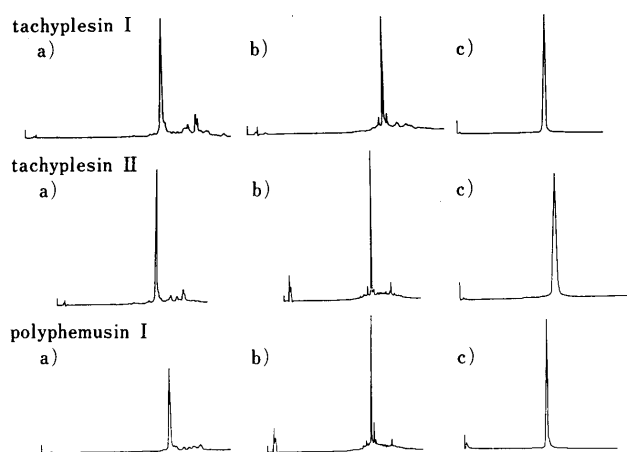 tachyplesin I
a) b) c)
tachyplesin II
a) b) c)
polyphemusin I
a) b) c)